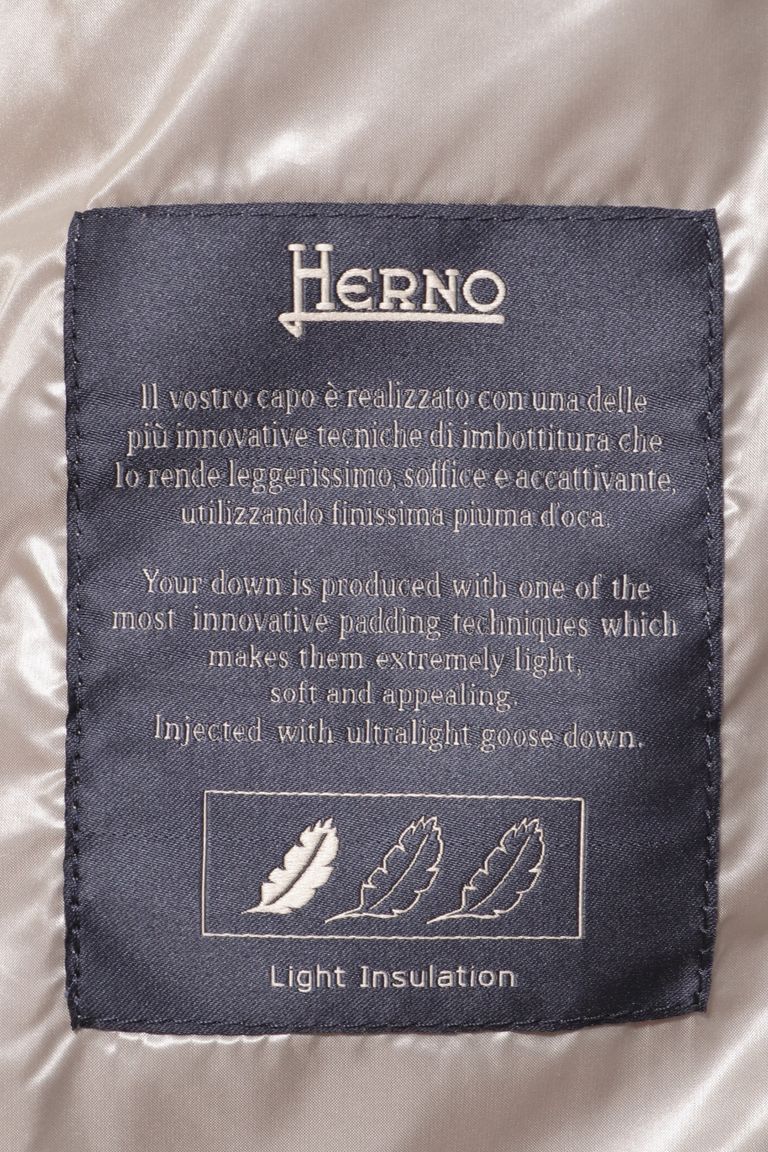 HERNO
Il vostro capo è realizzato con una delle
più innovative tecniche di imbottitura che
lo rende leggerissimo, soffice e accattivante,
utilizzando finissima piuma d'oca.
Your down is produced with one of the
most innovative padding techniques which
makes them extremely light,
soft and appealing.
Injected with ultralight goose down.
Light Insulation